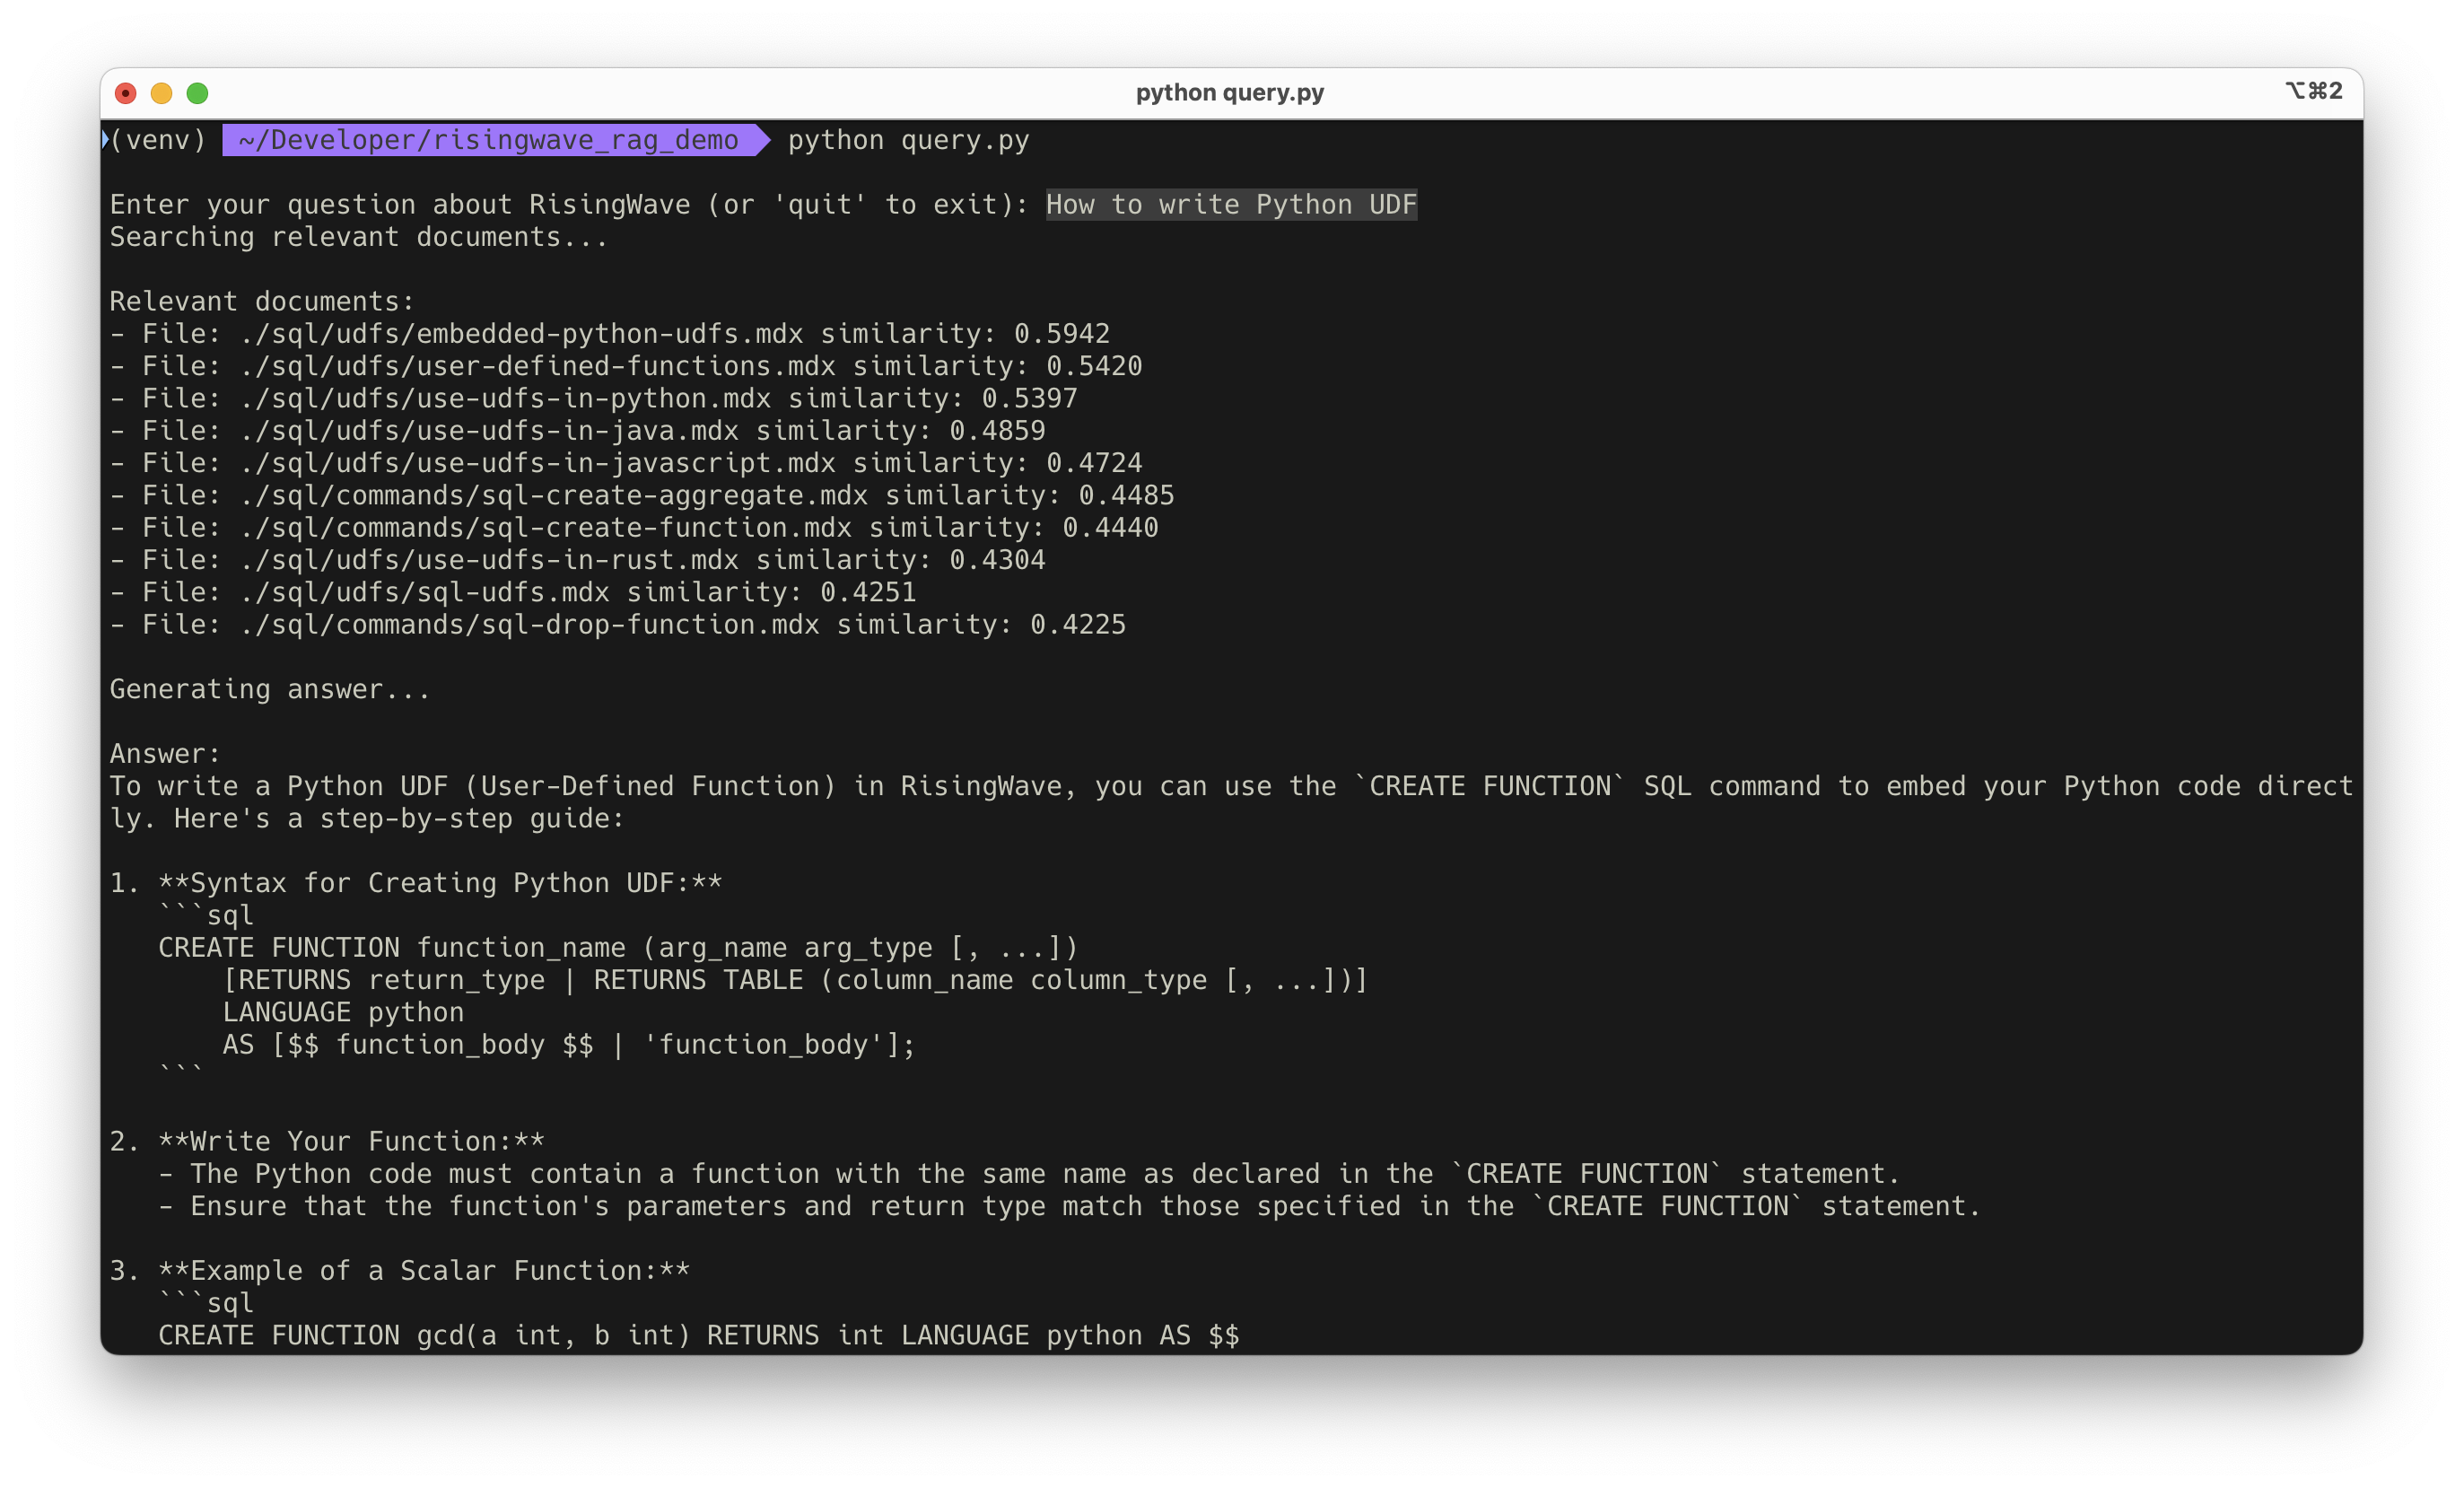 python query.py
⌥⌘2
(venv) ~/Developer/risingwave_rag_demo python query.py
Enter your question about RisingWave (or 'quit' to exit): How to write Python UDF
Searching relevant documents...
Relevant documents:
- File: ./sql/udfs/embedded-python-udfs.mdx similarity: 0.5942
- File: ./sql/udfs/user-defined-functions.mdx similarity: 0.5420
- File: ./sql/udfs/use-udfs-in-python.mdx similarity: 0.5397
- File: ./sql/udfs/use-udfs-in-java.mdx similarity: 0.4859
- File: ./sql/udfs/use-udfs-in-javascript.mdx similarity: 0.4724
- File: ./sql/commands/sql-create-aggregate.mdx similarity: 0.4485
- File: ./sql/commands/sql-create-function.mdx similarity: 0.4440
- File: ./sql/udfs/use-udfs-in-rust.mdx similarity: 0.4304
- File: ./sql/udfs/sql-udfs.mdx similarity: 0.4251
- File: ./sql/commands/sql-drop-function.mdx similarity: 0.4225
Generating answer...
Answer:
To write a Python UDF (User-Defined Function) in RisingWave, you can use the `CREATE FUNCTION` SQL command to embed your Python code direct
ly. Here's a step-by-step guide:
1. **Syntax for Creating Python UDF:**
   ```sql
   CREATE FUNCTION function_name (arg_name arg_type [, ...])
       [RETURNS return_type | RETURNS TABLE (column_name column_type [, ...])]
       LANGUAGE python
       AS [$$ function_body $$ | 'function_body'];
   ```
2. **Write Your Function:**
   - The Python code must contain a function with the same name as declared in the `CREATE FUNCTION` statement.
   - Ensure that the function's parameters and return type match those specified in the `CREATE FUNCTION` statement.
3. **Example of a Scalar Function:**
   ```sql
   CREATE FUNCTION gcd(a int, b int) RETURNS int LANGUAGE python AS $$